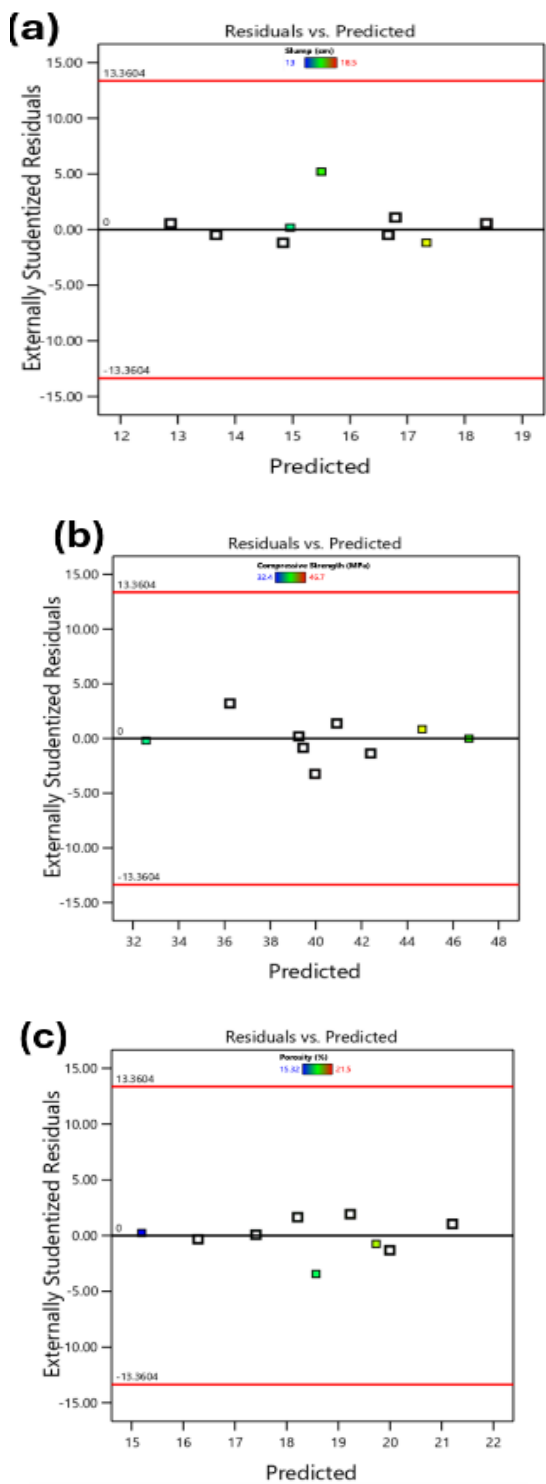 (a)
Residuals vs. Predicted
Slump (cm)
13 18.5
15.00
13.3604
10.00
5.00
0
0.00
-5.00
-10.00
-13.3604
-15.00
Externally Studentized Residuals
12 13 14 15 16 17 18 19
Predicted
(b)
Residuals vs. Predicted
Compressive Strength (MPa)
32.4 46.7
15.00
13.3604
10.00
5.00
0
0.00
-5.00
-10.00
-13.3604
-15.00
Externally Studentized Residuals
32 34 36 38 40 42 44 46 48
Predicted
(c)
Residuals vs. Predicted
Porosity (%)
15.32 21.5
15.00
13.3604
10.00
5.00
0
0.00
-5.00
-10.00
-13.3604
-15.00
Externally Studentized Residuals
15 16 17 18 19 20 21 22
Predicted